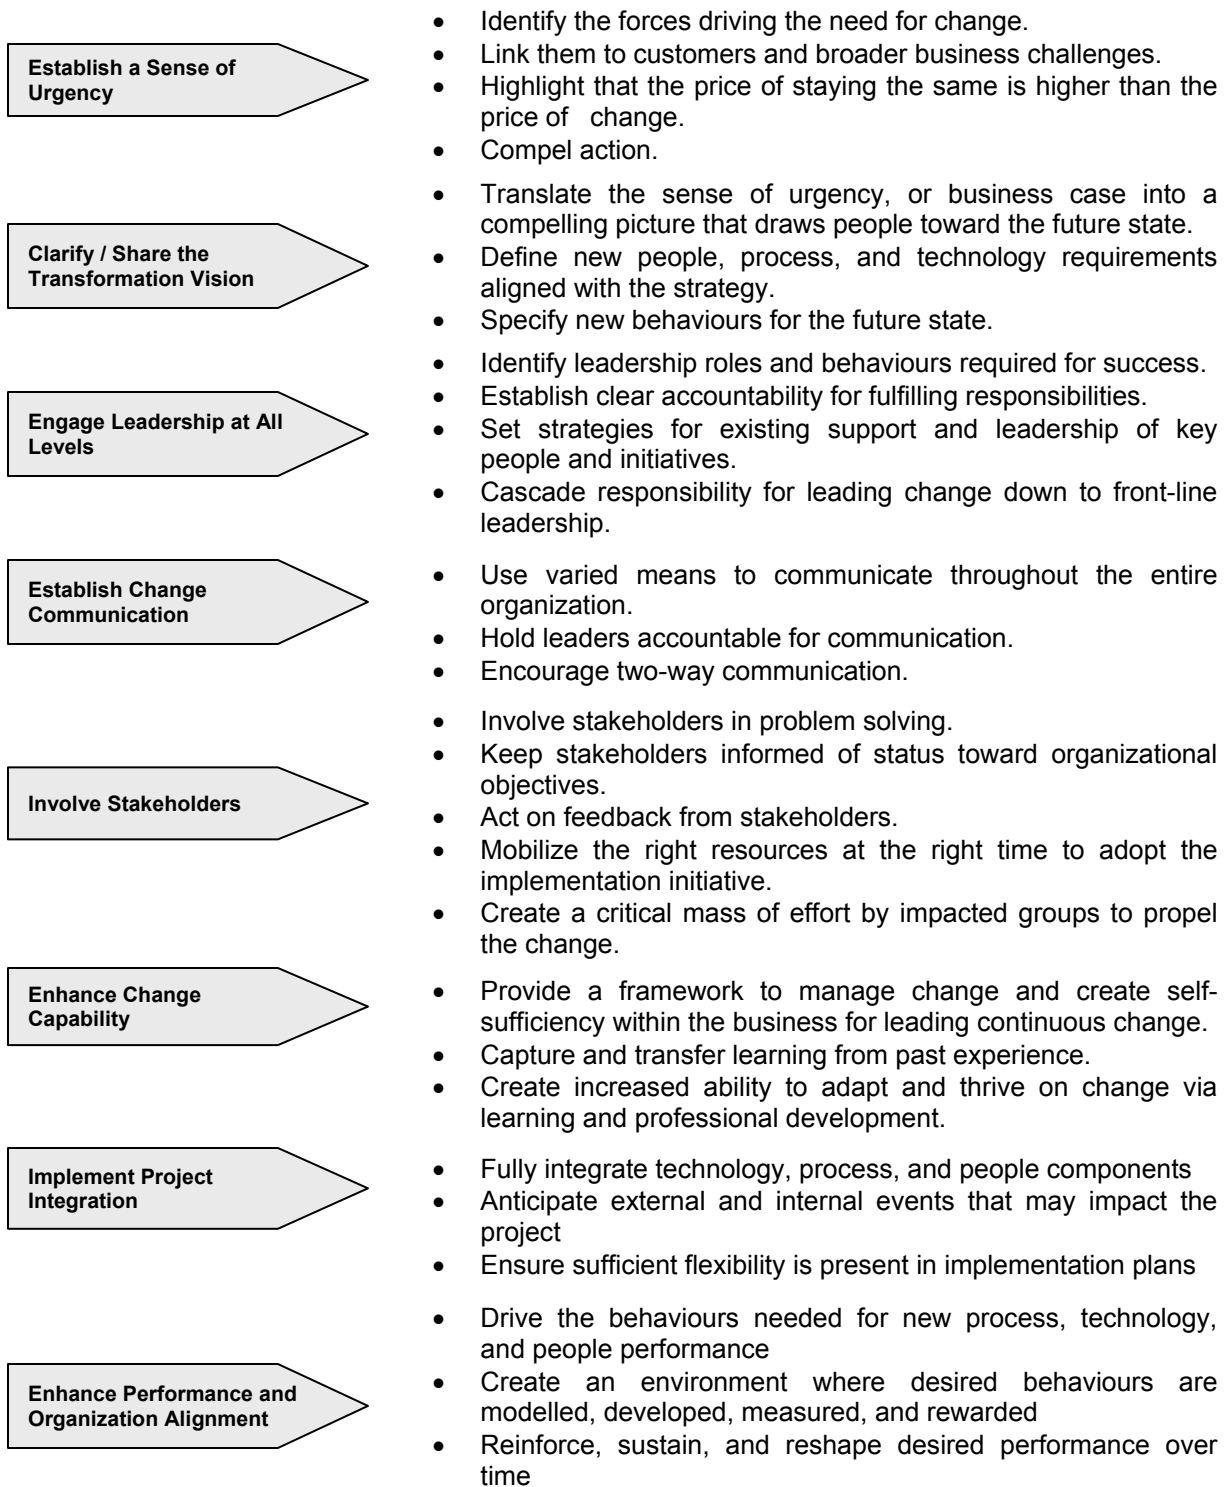 Establish a Sense of
Urgency
• Identify the forces driving the need for change.
• Link them to customers and broader business challenges.
• Highlight that the price of staying the same is higher than the
price of change.
• Compel action.
Clarify / Share the
Transformation Vision
• Translate the sense of urgency, or business case into a
compelling picture that draws people toward the future state.
• Define new people, process, and technology requirements
aligned with the strategy.
• Specify new behaviours for the future state.
Engage Leadership at All
Levels
• Identify leadership roles and behaviours required for success.
• Establish clear accountability for fulfilling responsibilities.
• Set strategies for existing support and leadership of key
people and initiatives.
• Cascade responsibility for leading change down to front-line
leadership.
Establish Change
Communication
• Use varied means to communicate throughout the entire
organization.
• Hold leaders accountable for communication.
• Encourage two-way communication.
Involve Stakeholders
• Involve stakeholders in problem solving.
• Keep stakeholders informed of status toward organizational
objectives.
• Act on feedback from stakeholders.
• Mobilize the right resources at the right time to adopt the
implementation initiative.
• Create a critical mass of effort by impacted groups to propel
the change.
Enhance Change
Capability
• Provide a framework to manage change and create self-
sufficiency within the business for leading continuous change.
• Capture and transfer learning from past experience.
• Create increased ability to adapt and thrive on change via
learning and professional development.
Implement Project
Integration
• Fully integrate technology, process, and people components
• Anticipate external and internal events that may impact the
project
• Ensure sufficient flexibility is present in implementation plans
Enhance Performance and
Organization Alignment
• Drive the behaviours needed for new process, technology,
and people performance
• Create an environment where desired behaviours are
modelled, developed, measured, and rewarded
• Reinforce, sustain, and reshape desired performance over
time